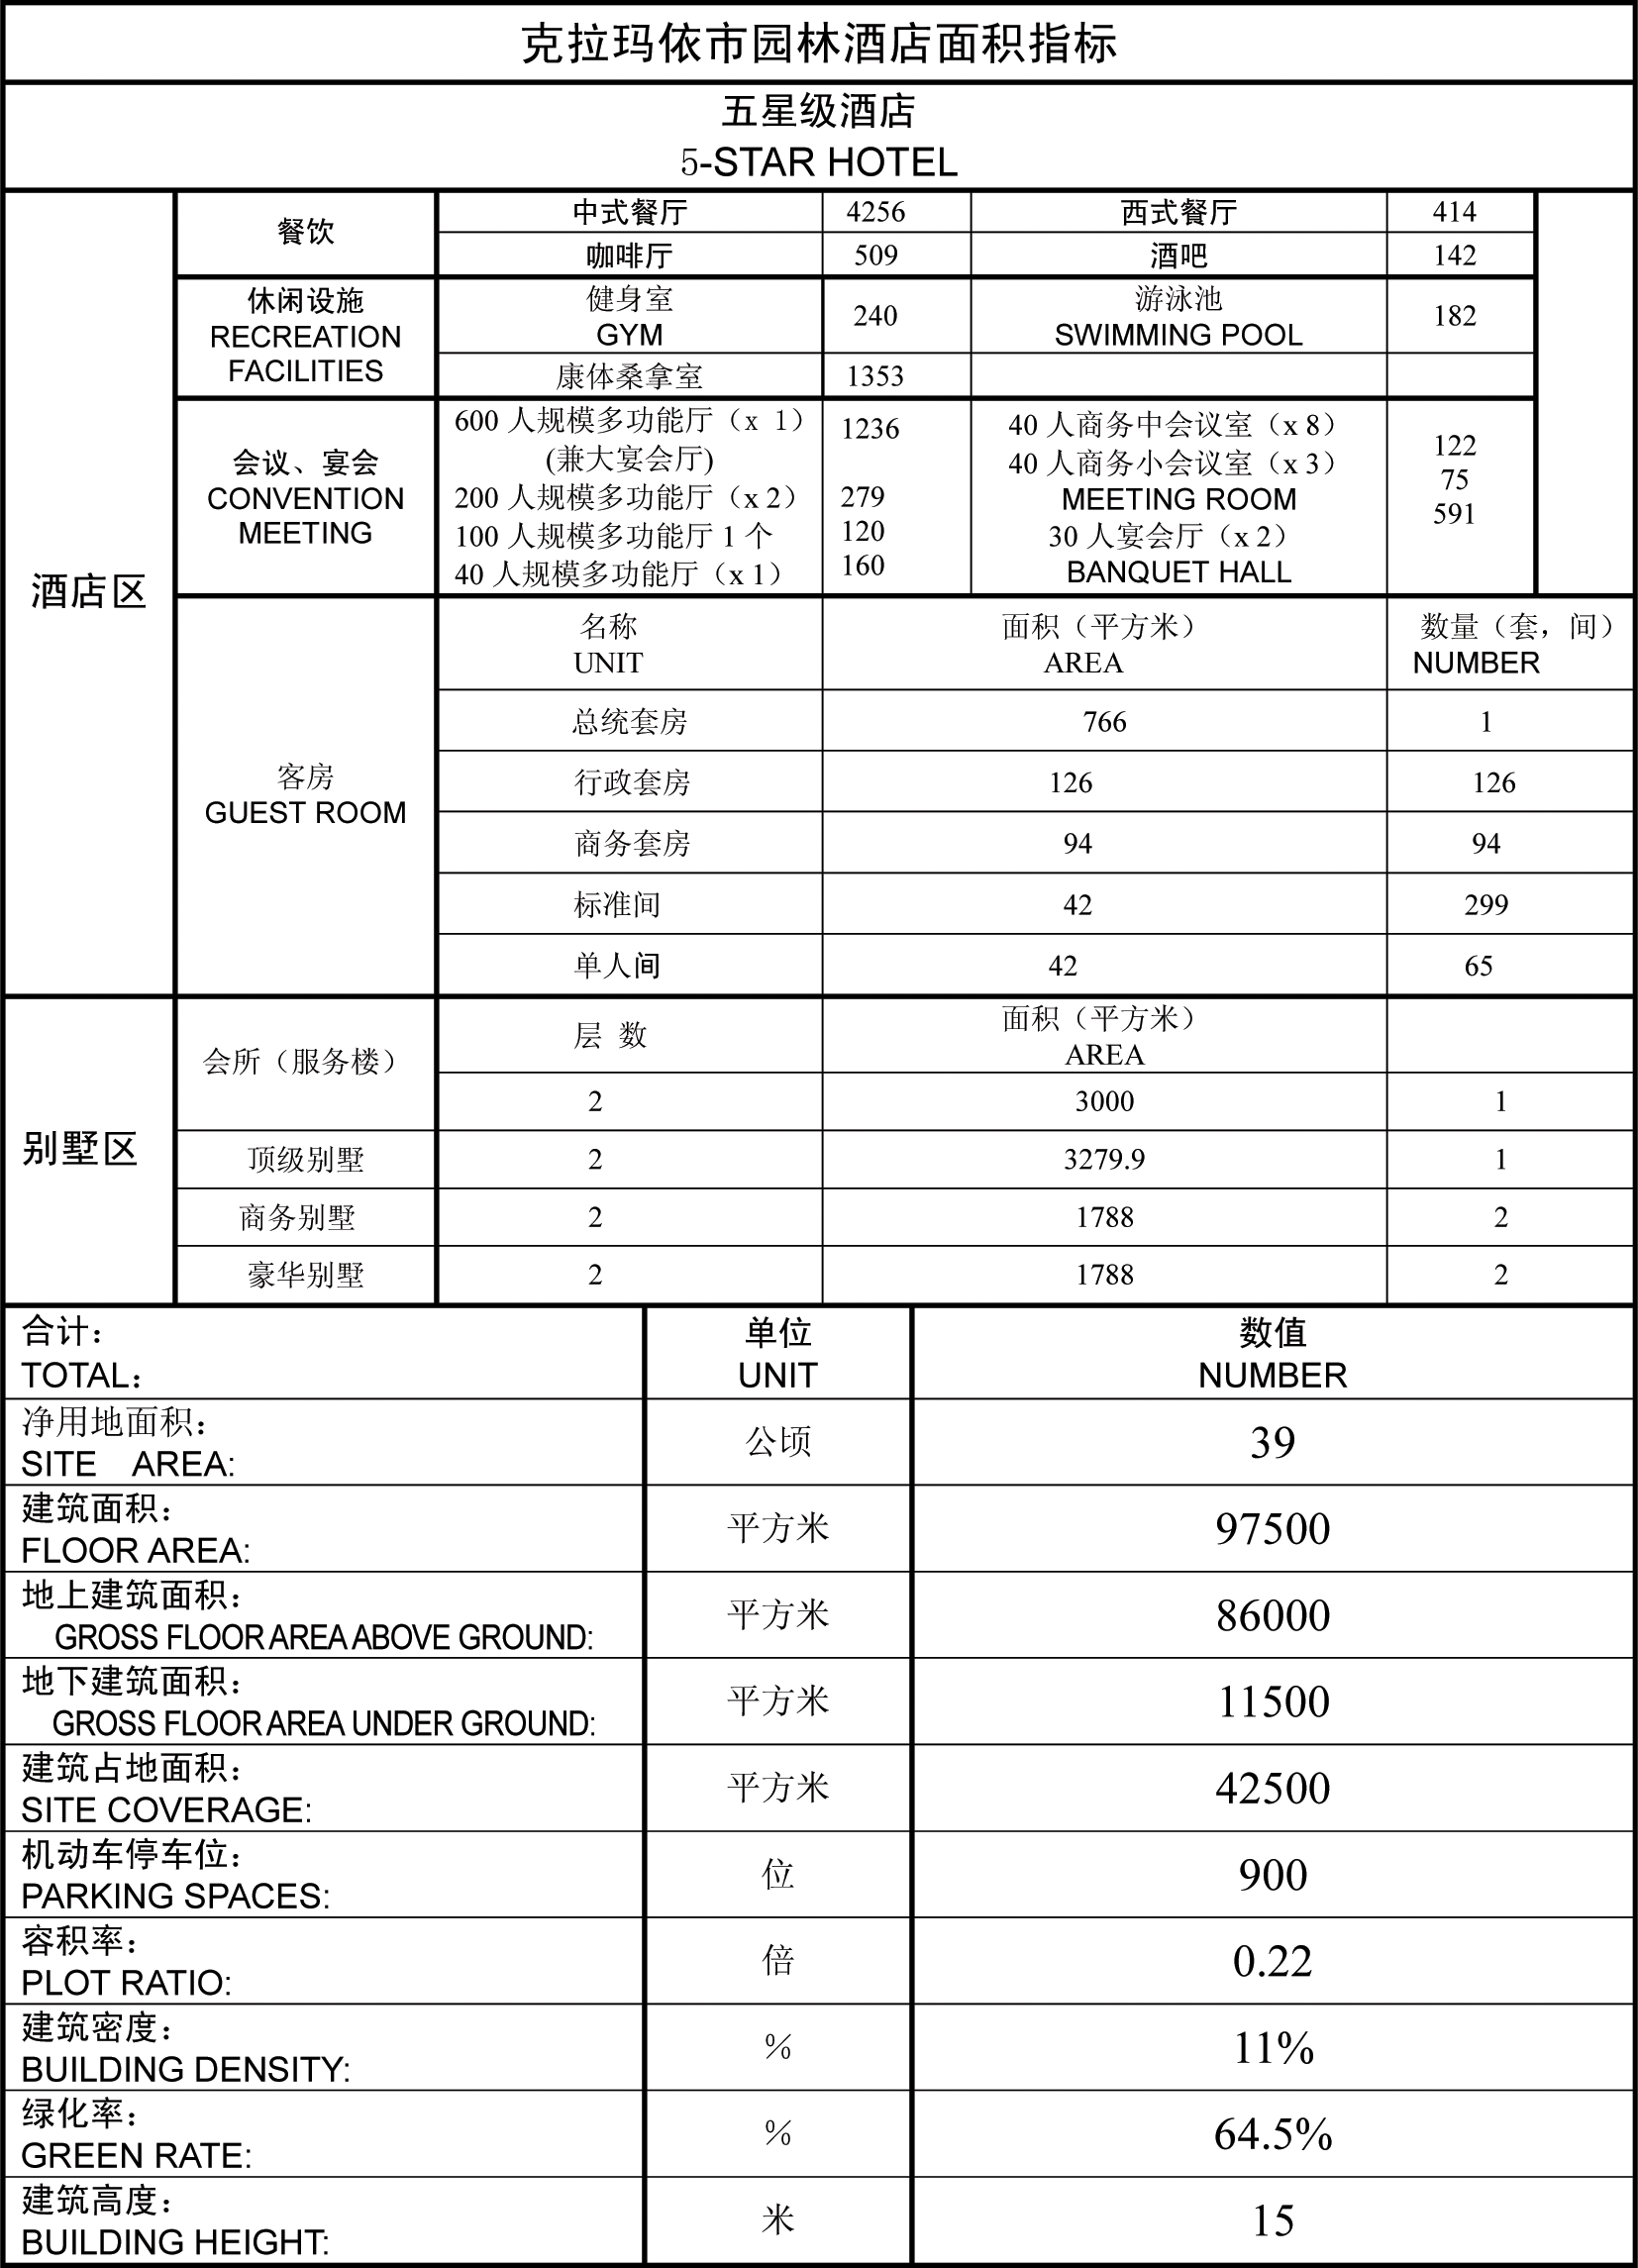 克拉玛依市园林酒店面积指标
五星级酒店
5-STAR HOTEL
酒店区
餐饮
中式餐厅 4256 西式餐厅 414
咖啡厅 509 酒吧 142
休闲设施
RECREATION
FACILITIES
健身室
GYM
240
游泳池
SWIMMING POOL
182
康体桑拿室 1353
会议、宴会
CONVENTION
MEETING
600 人规模多功能厅（x 1）
(兼大宴会厅)
200 人规模多功能厅（x 2）
100 人规模多功能厅 1 个
40 人规模多功能厅（x 1）
1236
279
120
160
40 人商务中会议室（x 8）
40 人商务小会议室（x 3）
MEETING ROOM
30 人宴会厅（x 2）
BANQUET HALL
122
75
591
客房
GUEST ROOM
名称
UNIT
面积（平方米）
AREA
数量（套，间）
NUMBER
总统套房 766 1
行政套房 126 126
商务套房 94 94
标准间 42 299
单人间 42 65
别墅区
会所（服务楼）
层 数
面积（平方米）
AREA
2 3000 1
顶级别墅 2 3279.9 1
商务别墅 2 1788 2
豪华别墅 2 1788 2
合计：
TOTAL：
单位
UNIT
数值
NUMBER
净用地面积：
SITE AREA:
公顷
39
建筑面积：
FLOOR AREA:
平方米
97500
地上建筑面积：
GROSS FLOOR AREA ABOVE GROUND:
平方米
86000
地下建筑面积：
GROSS FLOOR AREA UNDER GROUND:
平方米
11500
建筑占地面积：
SITE COVERAGE:
平方米
42500
机动车停车位：
PARKING SPACES:
位
900
容积率：
PLOT RATIO:
倍
0.22
建筑密度：
BUILDING DENSITY:
%
11%
绿化率：
GREEN RATE:
%
64.5%
建筑高度：
BUILDING HEIGHT:
米
15